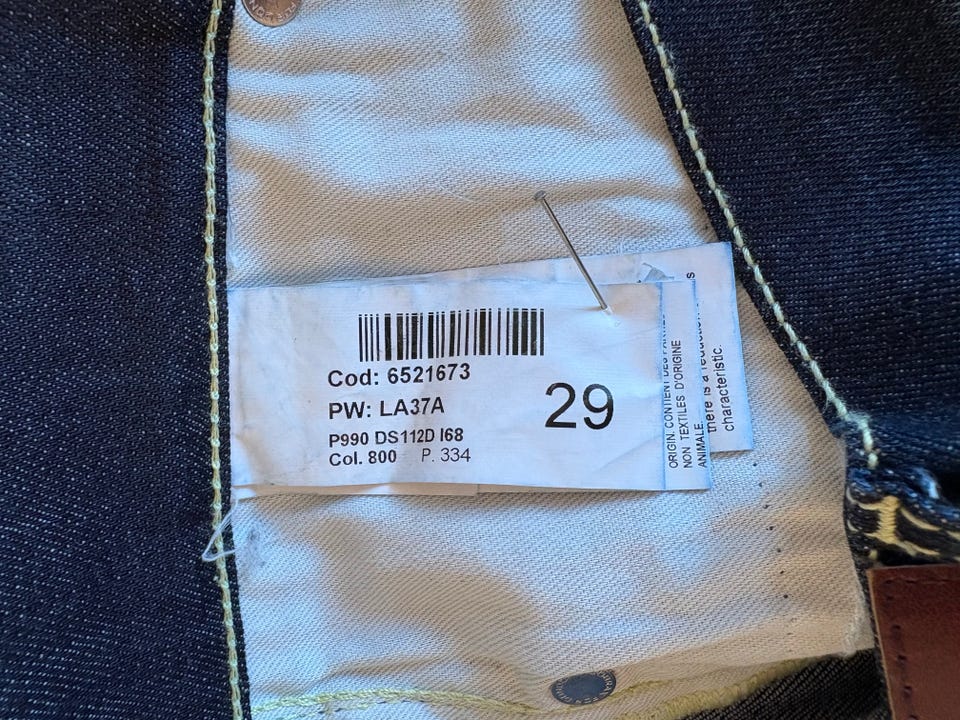 Cod: 6521673
PW: LA37A
29
P990 DS112D I68
Col. 800 P. 334
ORIGIN. CONTIENT DES PARTIES
NON TEXTILES D'ORIGINE
ANIMALE.
there is a reduction
characteristic.